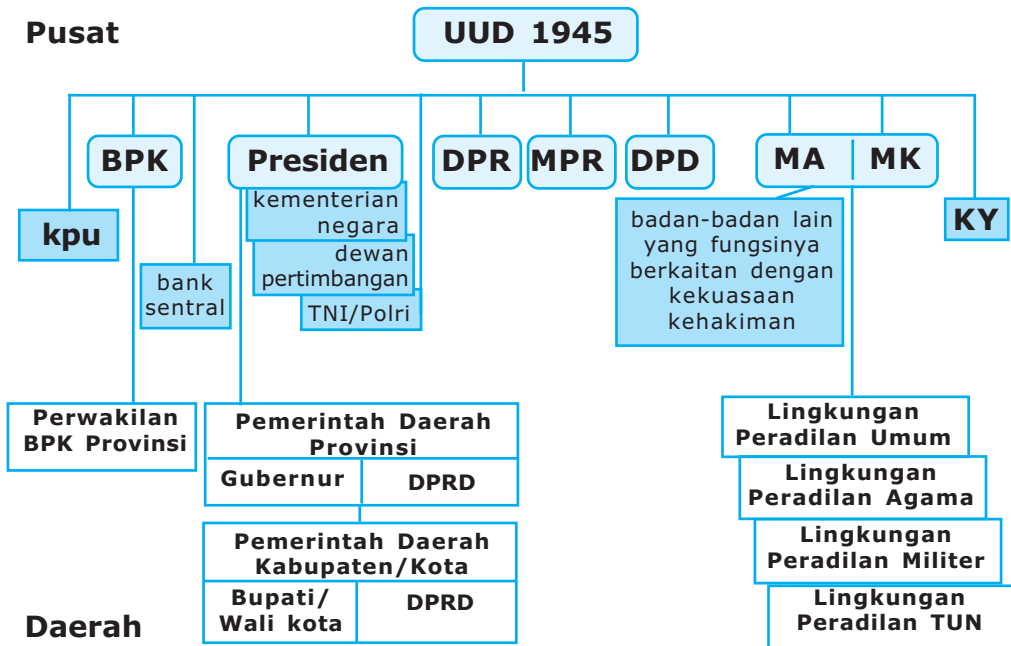 Pusat
UUD 1945
BPK
Presiden
DPR
MPR
DPD
MA
MK
kpu
bank
sentral
kementerian
negara
dewan
pertimbangan
TNI/Polri
badan-badan lain
yang fungsinya
berkaitan dengan
kekuasaan
kehakiman
KY
Perwakilan
BPK Provinsi
Pemerintah Daerah
Provinsi
Gubernur
DPRD
Pemerintah Daerah
Kabupaten/Kota
Bupati/
Wali kota
DPRD
Lingkungan
Peradilan Umum
Lingkungan
Peradilan Agama
Lingkungan
Peradilan Militer
Lingkungan
Peradilan TUN
Daerah